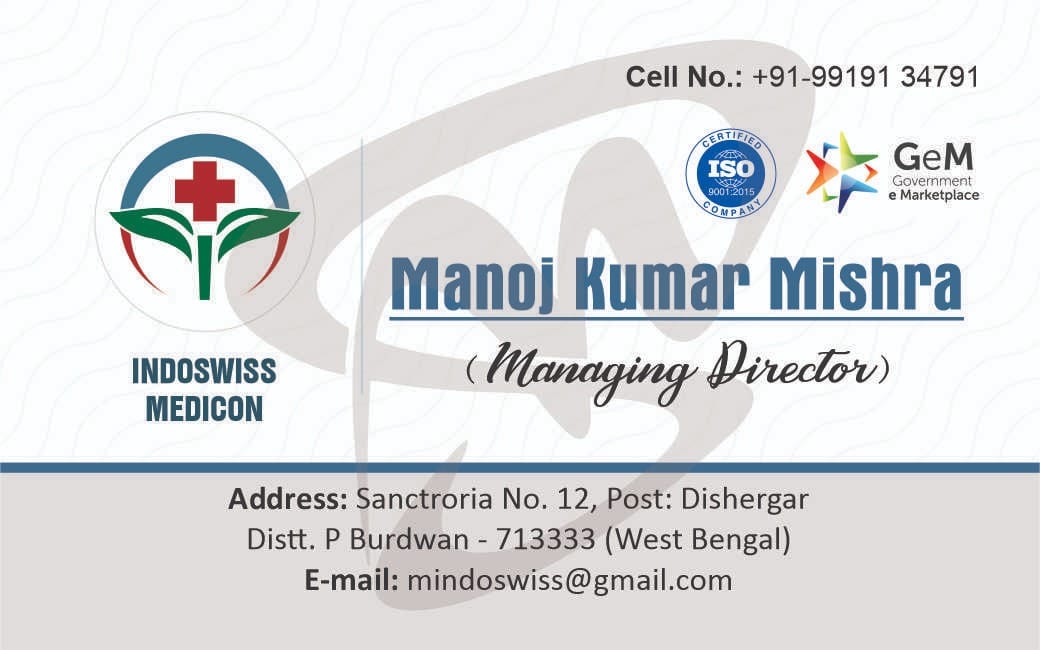 Cell No.: +91-99191 34791
CERTIFIED
ISO
9001:2015
COMPANY
GeM
Government
e Marketplace
Manoj Kumar Mishra
(Managing Director)
INDOSWISS
MEDICON
Address: Sanctroria No. 12, Post: Dishergar
Distt. P Burdwan - 713333 (West Bengal)
E-mail: mindoswiss@gmail.com